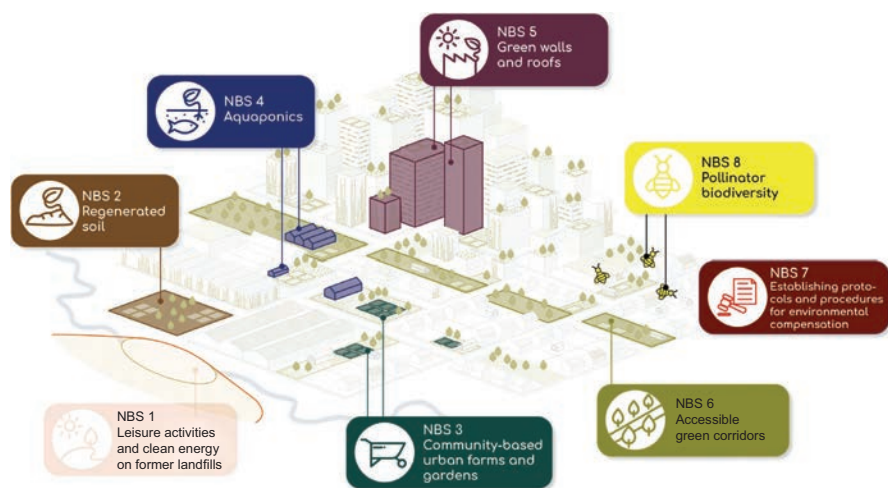 NBS 5
Green walls
and roofs
NBS 4
Aquaponics
NBS 8
Pollinator
biodiversity
NBS 2
Regenerated
soil
NBS 7
Establishing proto-
cols and procedures
for environmental
compensation
NBS 1
Leisure activities
and clean energy
on former landfills
NBS 3
Community-based
urban farms and
gardens
NBS 6
Accessible
green corridors